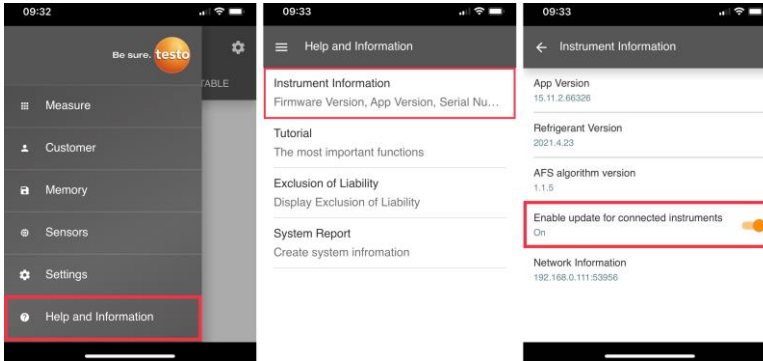 09:32
Be sure. testo
TABLE
Measure
Customer
Memory
Sensors
Settings
Help and Information
09:33
Help and Information
Instrument Information
Firmware Version, App Version, Serial Nu...
Tutorial
The most important functions
Exclusion of Liability
Display Exclusion of Liability
System Report
Create system infromation
09:33
Instrument Information
App Version
15.11.2.66326
Refrigerant Version
2021.4.23
AFS algorithm version
1.1.5
Enable update for connected instruments
On
Network Information
192.168.0.111:53956